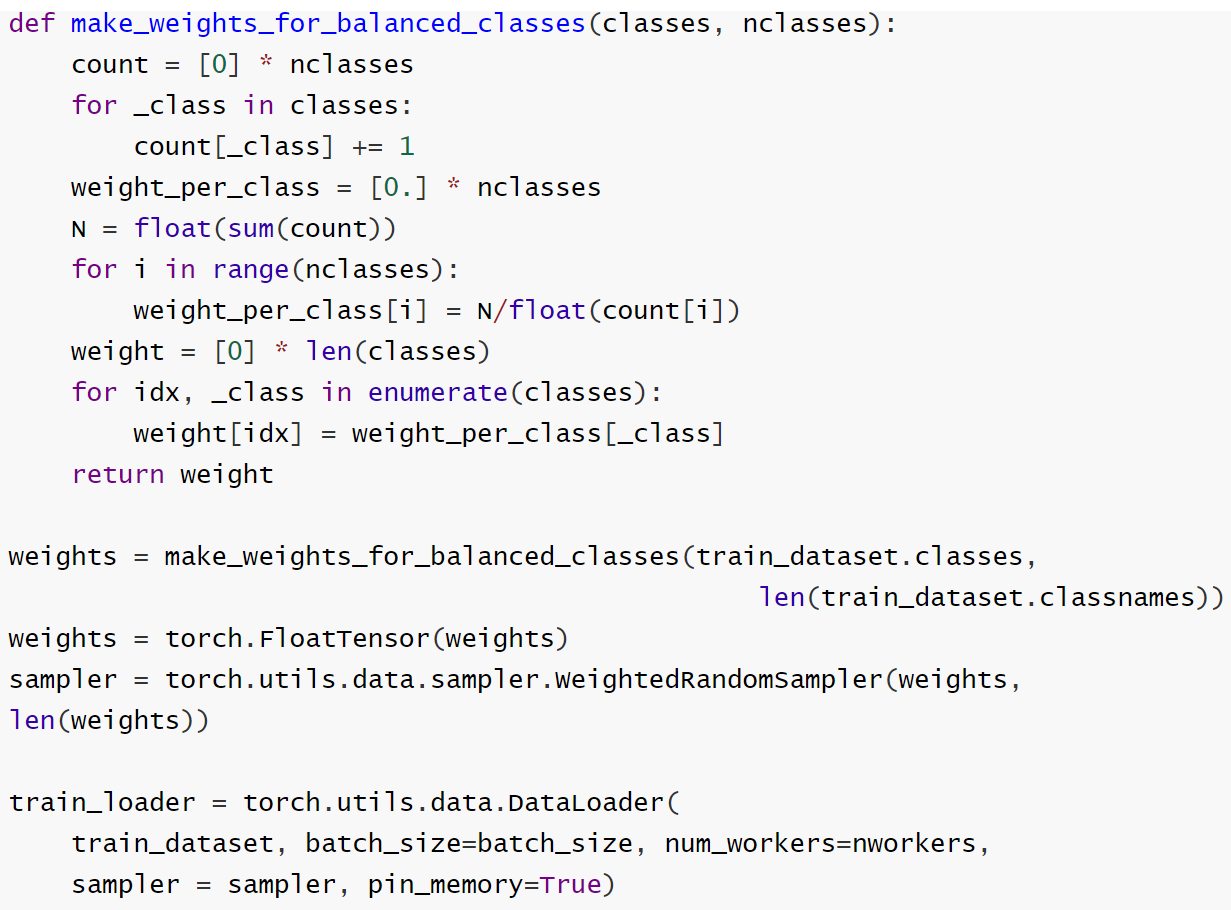 def make_weights_for_balanced_classes(classes, nclasses):
    count = [0] * nclasses
    for _class in classes:
        count[_class] += 1
    weight_per_class = [0.] * nclasses
    N = float(sum(count))
    for i in range(nclasses):
        weight_per_class[i] = N/float(count[i])
    weight = [0] * len(classes)
    for idx, _class in enumerate(classes):
        weight[idx] = weight_per_class[_class]
    return weight

weights = make_weights_for_balanced_classes(train_dataset.classes,
                                                len(train_dataset.classnames))
weights = torch.FloatTensor(weights)
sampler = torch.utils.data.sampler.WeightedRandomSampler(weights,
len(weights))

train_loader = torch.utils.data.DataLoader(
    train_dataset, batch_size=batch_size, num_workers=nworkers,
    sampler = sampler, pin_memory=True)